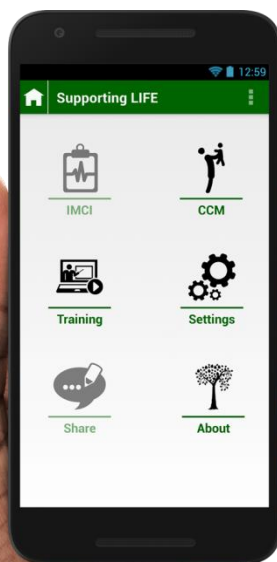 12:59
Supporting LIFE
IMCI
CCM
Training
Settings
Share
About